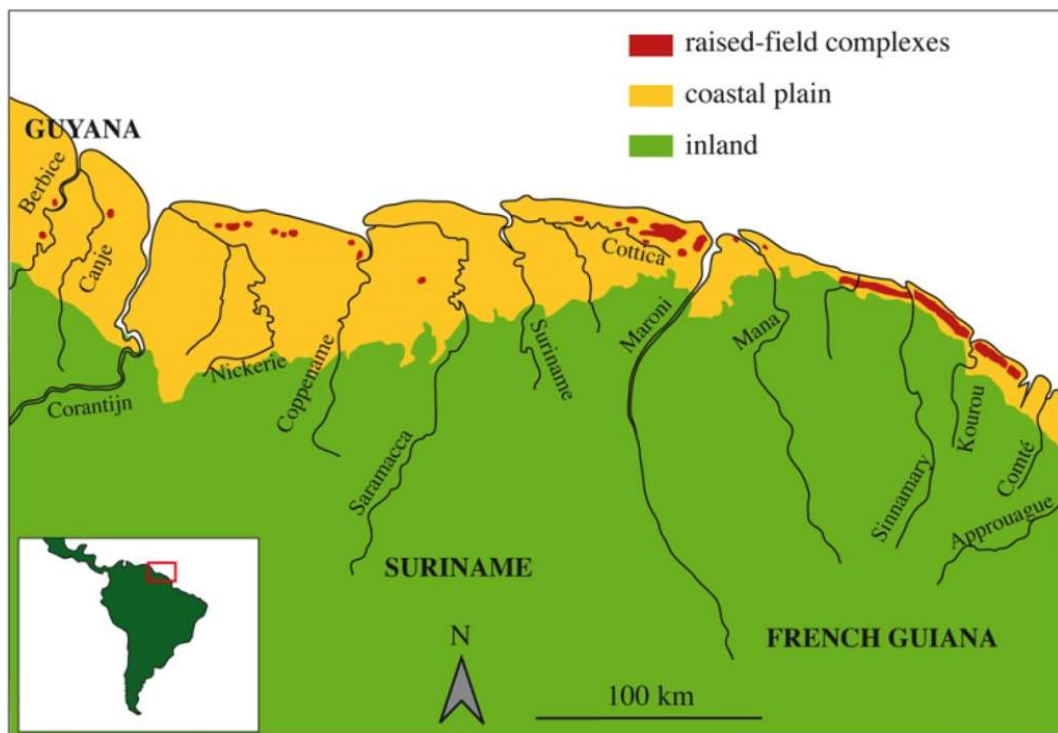 raised-field complexes
coastal plain
inland
GUYANA
Berbice
Canje
Corantijn
Nickerie
Coppename
Saramacca
Suriname
Cottica
Maroni
Mana
Sinnamary
Kourou
Comté
Approuague
SURINAME
FRENCH GUIANA
N
100 km